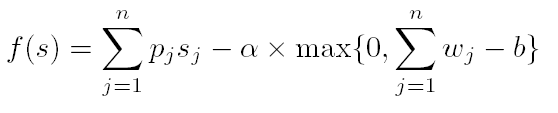 f(s) = \sum_{j=1}^{n} p_j s_j - \alpha \times \max\{0, \sum_{j=1}^{n} w_j - b\}